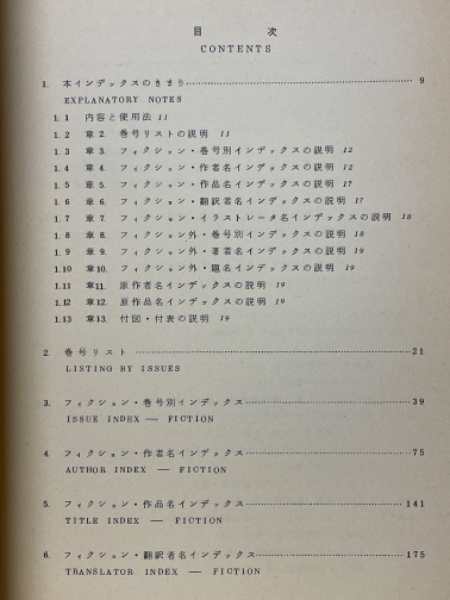 目 次
CONTENTS
1. 本インデックスのきまり 9
EXPLANATORY NOTES
1.1 内容と使用法 11
1.2 章2. 巻号リストの説明 11
1.3 章3. フィクション・巻号別インデックスの説明 12
1.4 章4. フィクション・作者名インデックスの説明 12
1.5 章5. フィクション・作品名インデックスの説明 17
1.6 章6. フィクション・翻訳者名インデックスの説明 17
1.7 章7. フィクション・イラストレータ名インデックスの説明 18
1.8 章8. フィクション外・巻号別インデックスの説明 18
1.9 章9. フィクション外・著者名インデックスの説明 19
1.10 章10. フィクション外・題名インデックスの説明 19
1.11 章11. 原作者名インデックスの説明 19
1.12 章12. 原作品名インデックスの説明 19
1.13 章13. 付図・付表の説明 19
2. 巻号リスト 21
LISTING BY ISSUES
3. フィクション・巻号別インデックス 39
ISSUE INDEX — FICTION
4. フィクション・作者名インデックス 75
AUTHOR INDEX — FICTION
5. フィクション・作品名インデックス 141
TITLE INDEX — FICTION
6. フィクション・翻訳者名インデックス 175
TRANSLATOR INDEX — FICTION